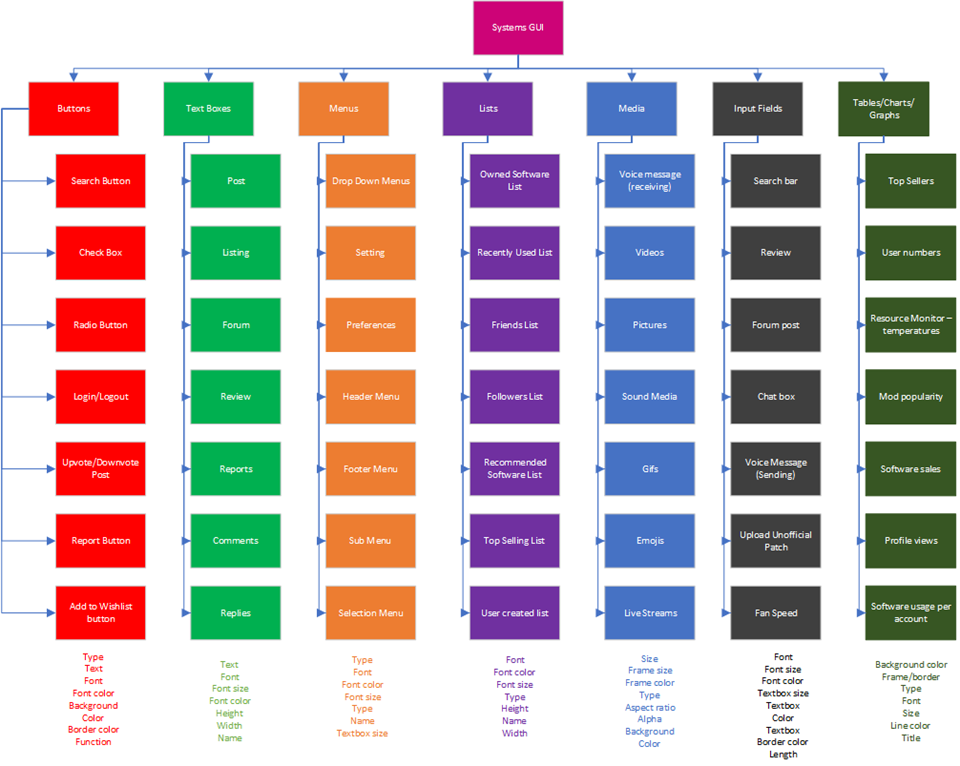 Systems GUI
Buttons
Text Boxes
Menus
Lists
Media
Input Fields
Tables/Charts/
Graphs
Search Button
Check Box
Radio Button
Login/Logout
Upvote/Downvote
Post
Report Button
Add to Wishlist
button
Post
Listing
Forum
Review
Reports
Comments
Replies
Drop Down Menus
Setting
Preferences
Header Menu
Footer Menu
Sub Menu
Selection Menu
Owned Software
List
Recently Used List
Friends List
Followers List
Recommended
Software List
Top Selling List
User created list
Voice message
(receiving)
Videos
Pictures
Sound Media
Gifs
Emojis
Live Streams
Search bar
Review
Forum post
Chat box
Voice Message
(Sending)
Upload Unofficial
Patch
Fan Speed
Top Sellers
User numbers
Resource Monitor –
temperatures
Mod popularity
Software sales
Profile views
Software usage per
account
Type
Text
Font
Font color
Background
Color
Border color
Function
Text
Font
Font size
Font color
Height
Width
Name
Type
Font
Font color
Font size
Type
Name
Textbox size
Font
Font color
Font size
Type
Height
Name
Width
Size
Frame size
Frame color
Type
Aspect ratio
Alpha
Background
Color
Font
Font size
Font color
Textbox size
Textbox
Color
Textbox
Border color
Length
Background color
Frame/border
Type
Font
Size
Line color
Title